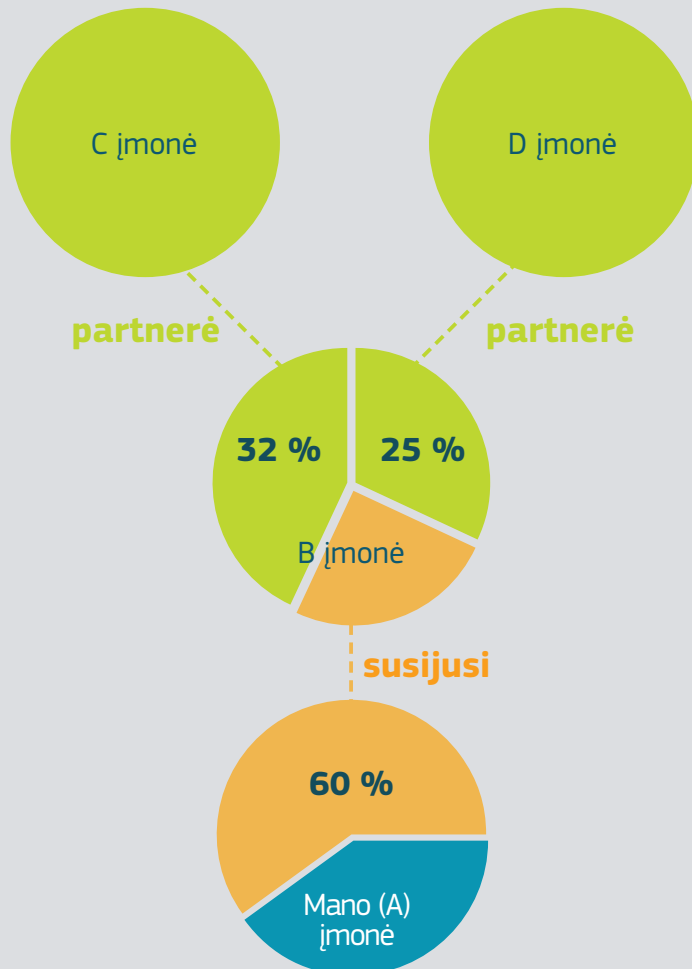 C įmonė
D įmonė
partnerė
partnerė
32 %
25 %
B įmonė
susijusi
60 %
Mano (A)
įmonė